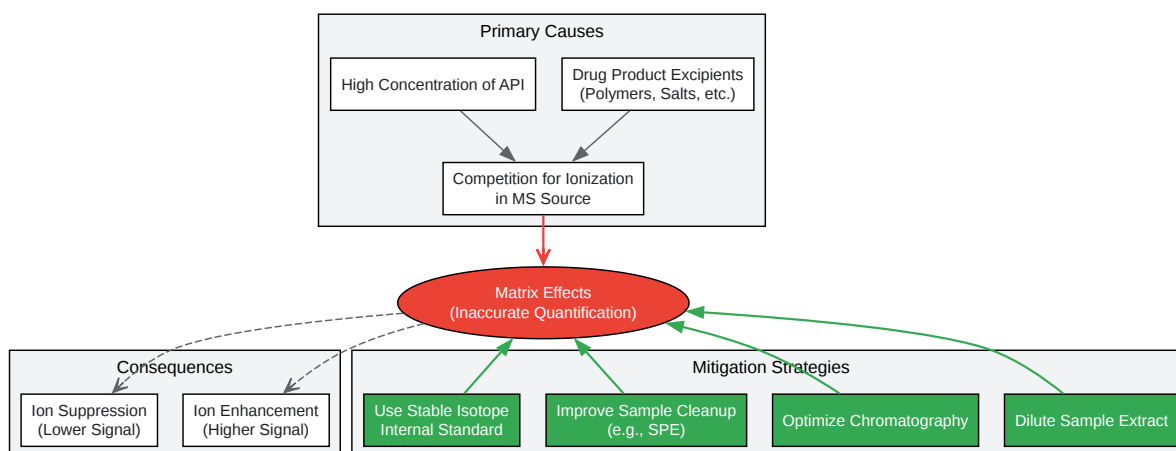 Primary Causes
High Concentration of API
Drug Product Excipients
(Polymers, Salts, etc.)
Competition for Ionization
in MS Source
Matrix Effects
(Inaccurate Quantification)
Consequences
Ion Suppression
(Lower Signal)
Ion Enhancement
(Higher Signal)
Mitigation Strategies
Use Stable Isotope
Internal Standard
Improve Sample Cleanup
(e.g., SPE)
Optimize Chromatography
Dilute Sample Extract